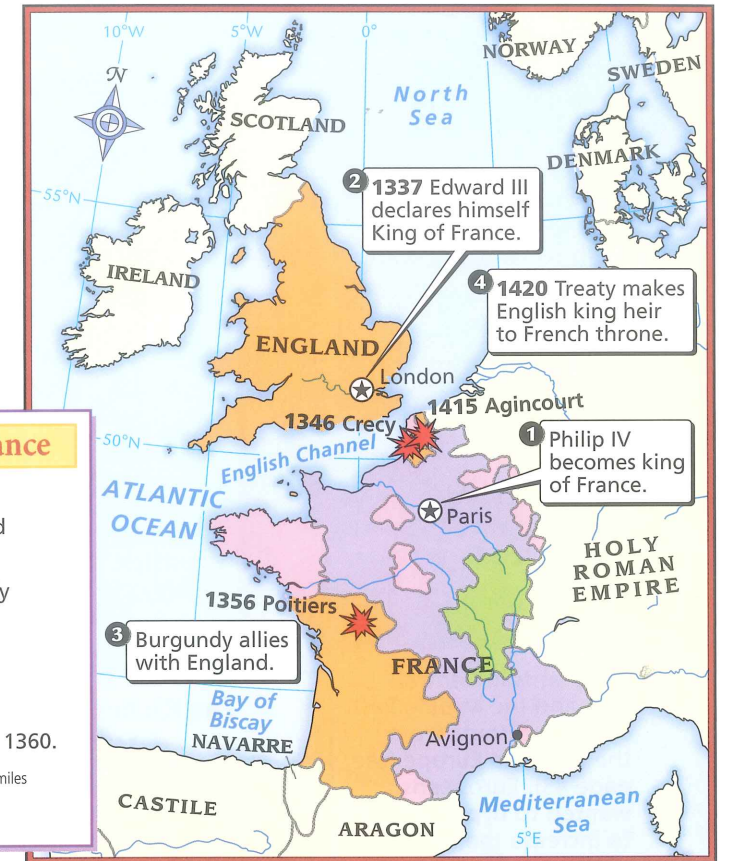 10°W
5°W
0°
N
NORWAY
SWEDEN
North
Sea
SCOTLAND
DENMARK
55°N
2 1337 Edward III
declares himself
King of France.
IRELAND
4 1420 Treaty makes
English king heir
to French throne.
ENGLAND
London
1415 Agincourt
1346 Crecy
50°N
English Channel
1 Philip IV
becomes king
of France.
ATLANTIC
OCEAN
Paris
HOLY
ROMAN
EMPIRE
1356 Poitiers
3 Burgundy allies
with England.
FRANCE
Bay of
Biscay
NAVARRE
Avignon
CASTILE
ARAGON
Mediterranean
Sea
5°E
1360.
miles